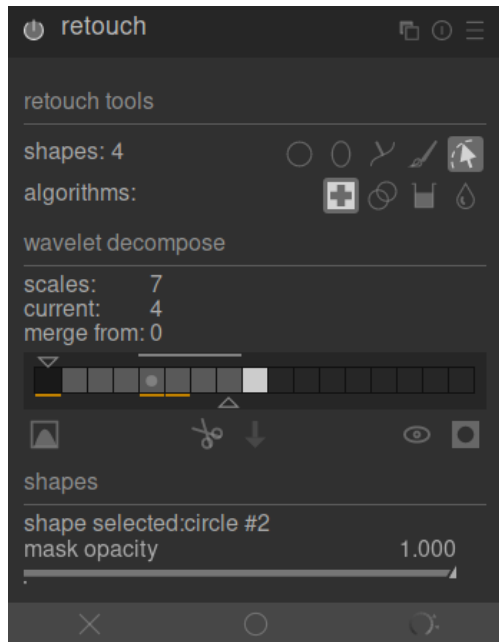 retouch
retouch tools
shapes: 4
algorithms:
wavelet decompose
scales: 7
current: 4
merge from: 0
shapes
shape selected:circle #2
mask opacity 1.000